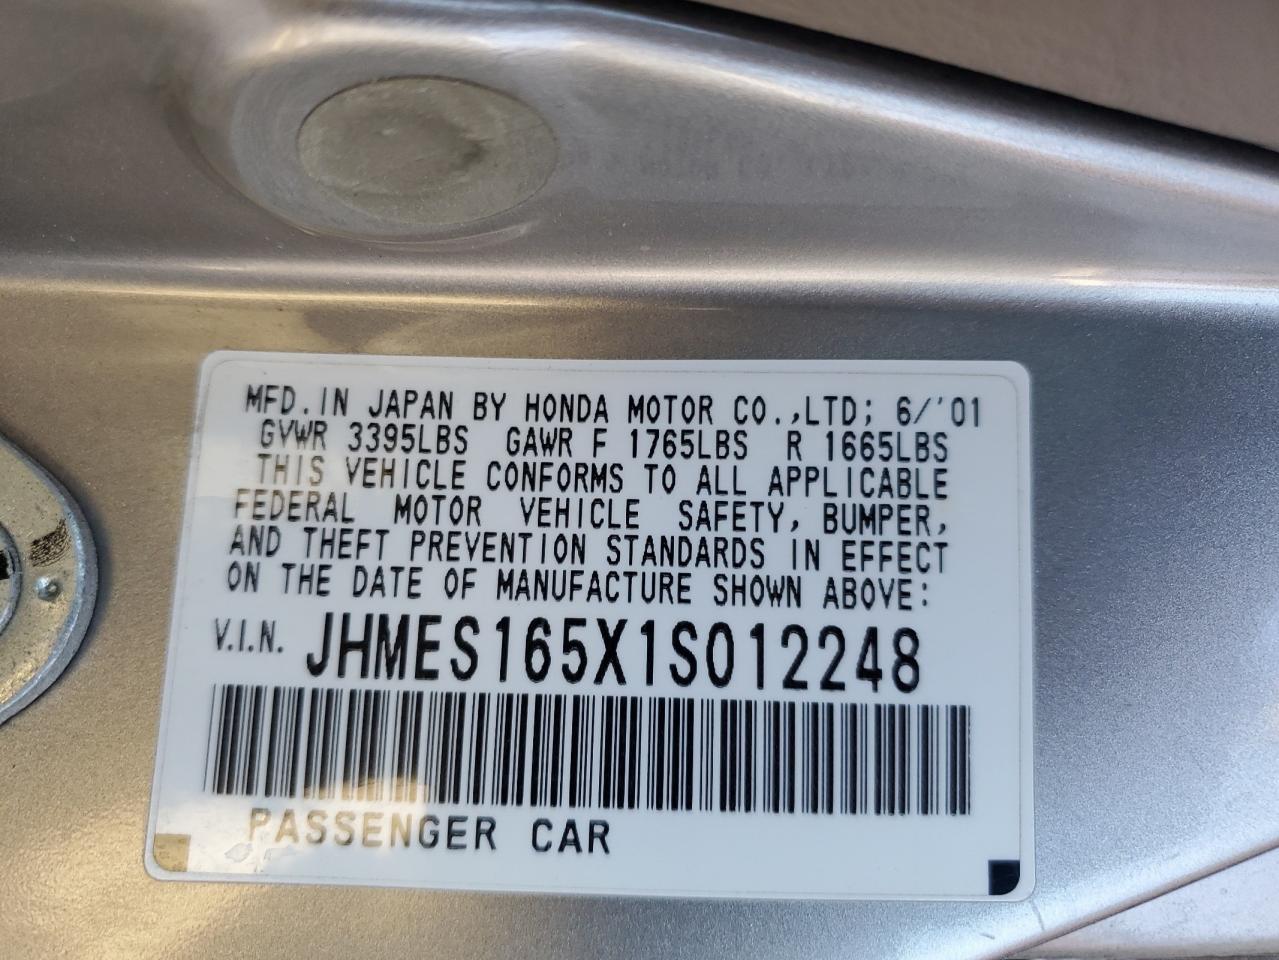 MFD. IN JAPAN BY HONDA MOTOR CO.,LTD; 6/'01
GVWR 3395LBS GAWR F 1765LBS R 1665LBS
THIS VEHICLE CONFORMS TO ALL APPLICABLE
FEDERAL MOTOR VEHICLE SAFETY, BUMPER,
AND THEFT PREVENTION STANDARDS IN EFFECT
ON THE DATE OF MANUFACTURE SHOWN ABOVE:
V.I.N. JHMES165X1S012248
PASSENGER CAR